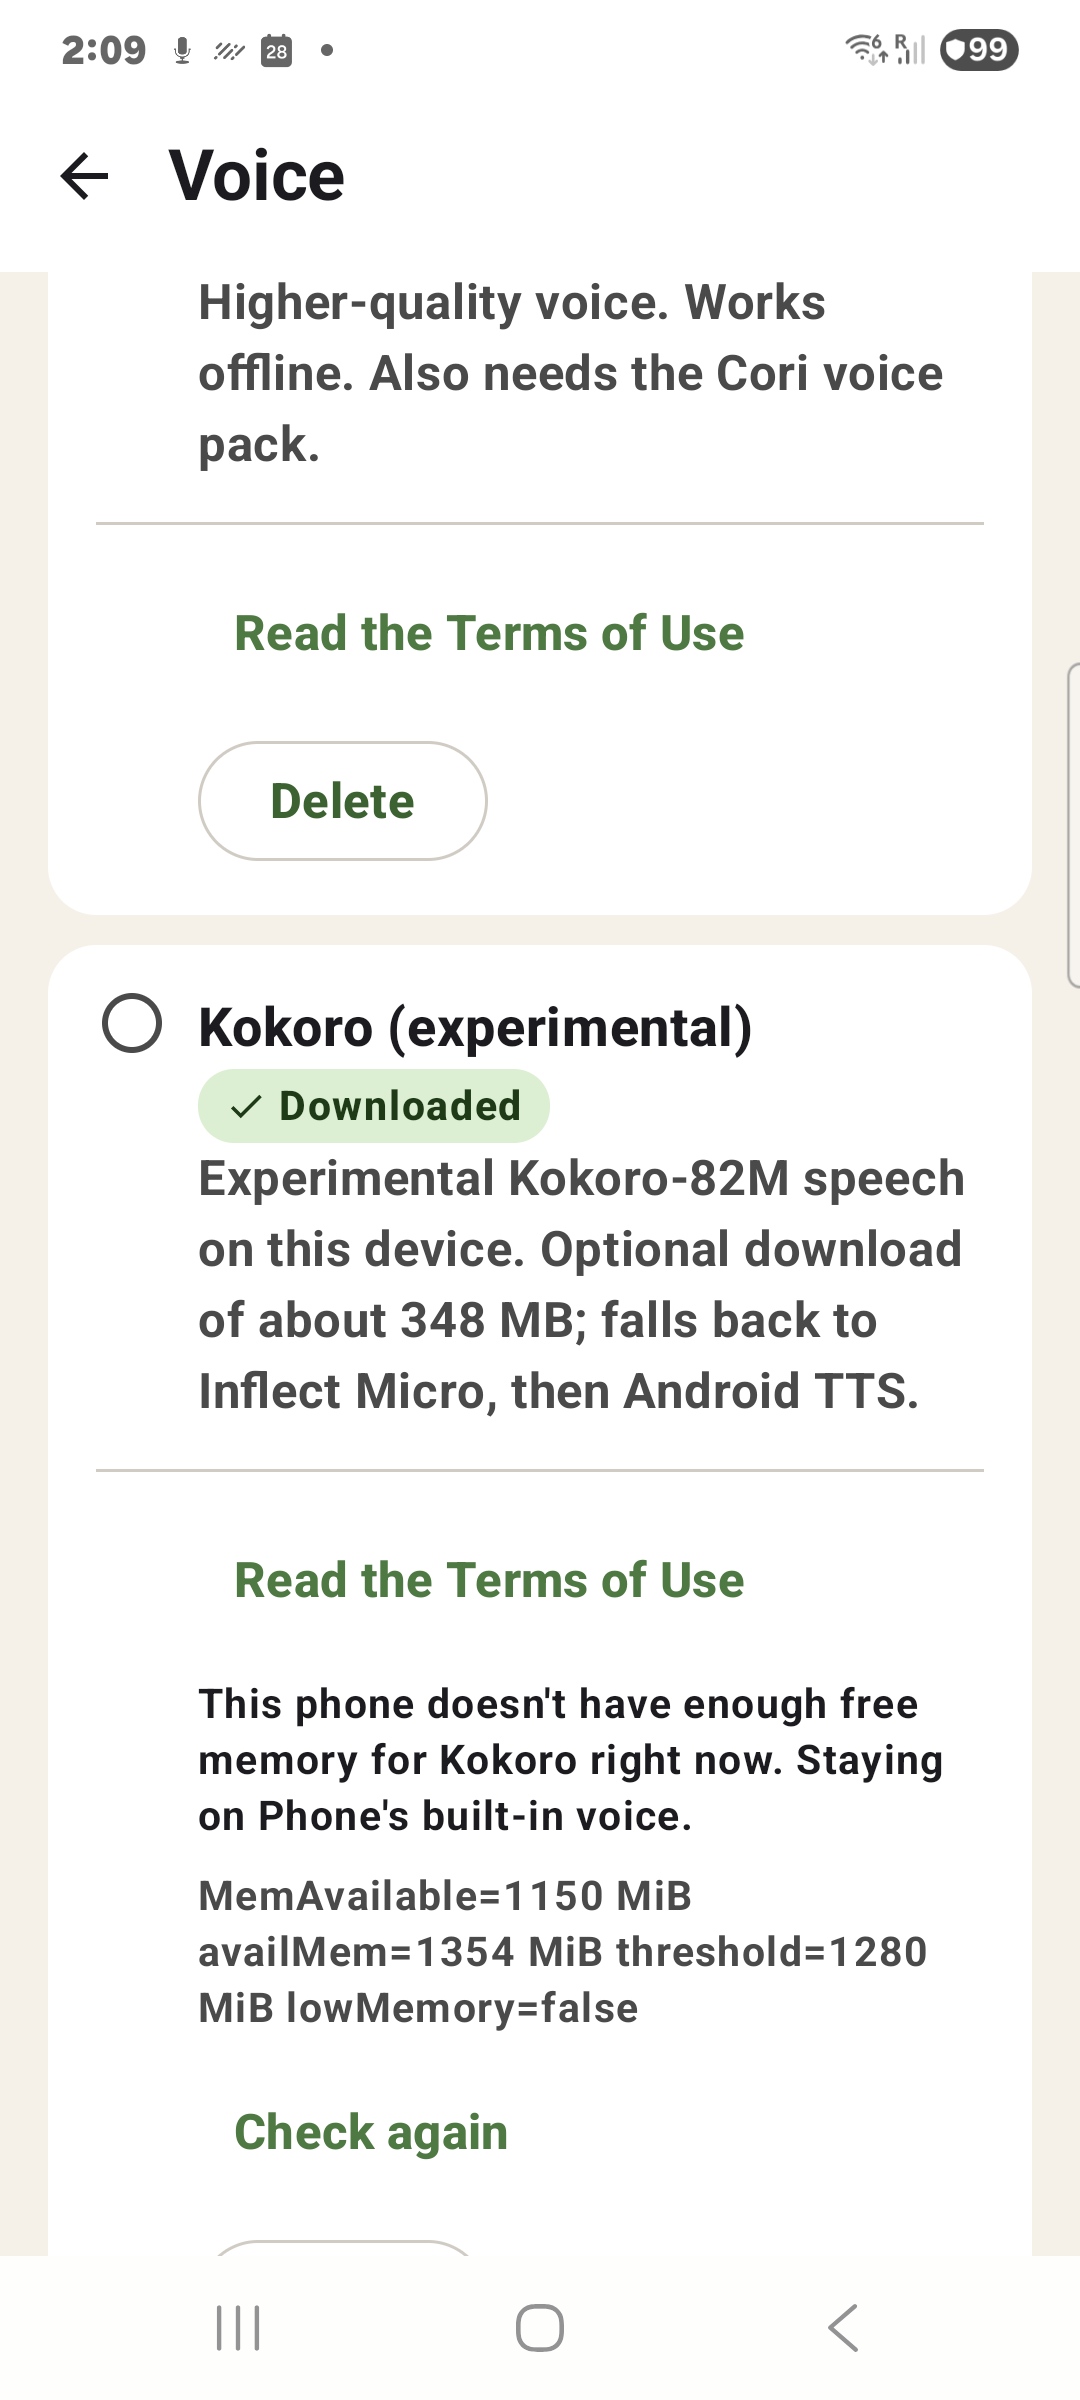 2:09
28
6
R
99
Voice
Higher-quality voice. Works
offline. Also needs the Cori voice
pack.
Read the Terms of Use
Delete
Kokoro (experimental)
Downloaded
Experimental Kokoro-82M speech
on this device. Optional download
of about 348 MB; falls back to
Inflect Micro, then Android TTS.
Read the Terms of Use
This phone doesn't have enough free
memory for Kokoro right now. Staying
on Phone's built-in voice.
MemAvailable=1150 MiB
availMem=1354 MiB threshold=1280
MiB lowMemory=false
Check again